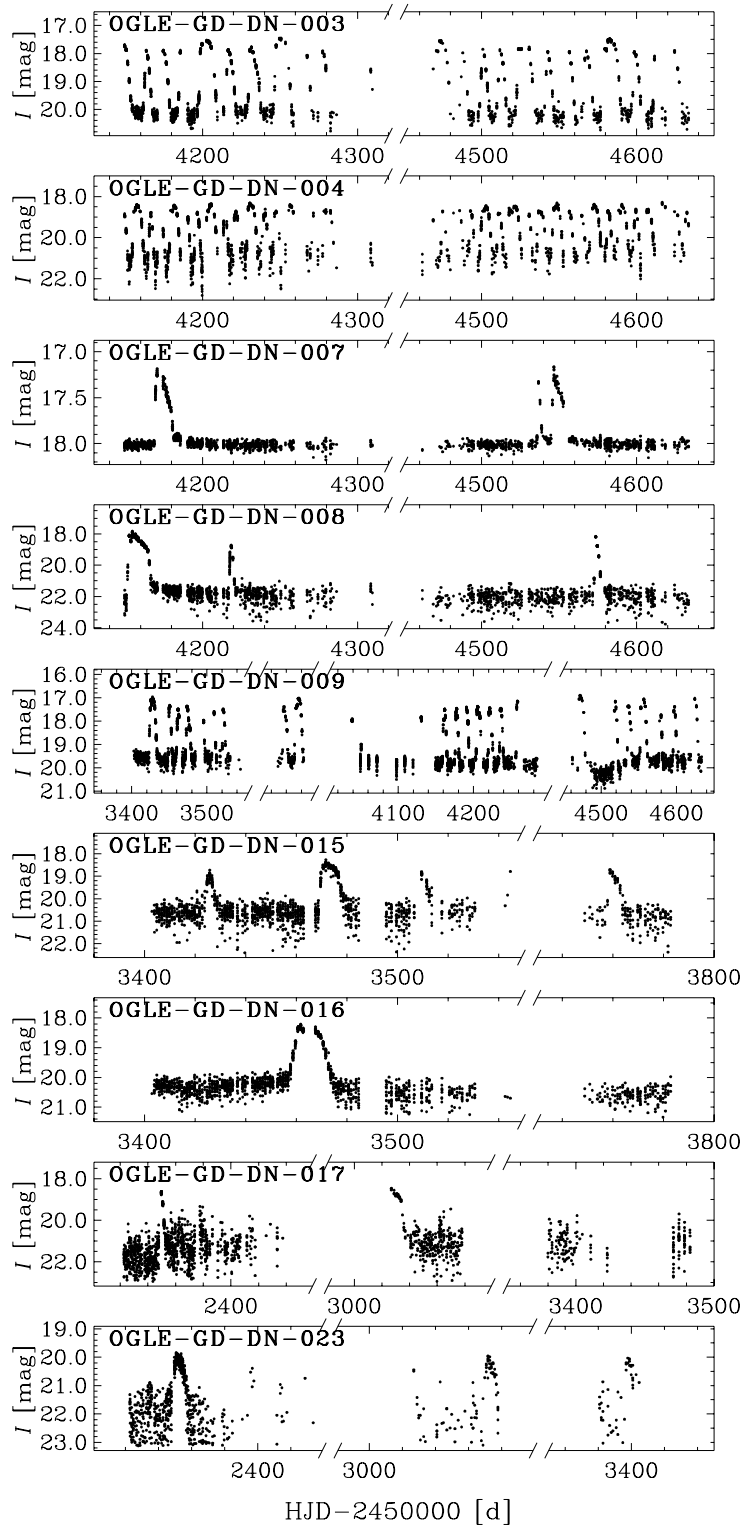 OGLE-GD-DN-003
17.0
18.0
19.0
20.0
I [mag]
4200 4300 4500 4600
OGLE-GD-DN-004
18.0
20.0
22.0
I [mag]
4200 4300 4500 4600
OGLE-GD-DN-007
17.0
17.5
18.0
I [mag]
4200 4300 4500 4600
OGLE-GD-DN-008
18.0
20.0
22.0
24.0
I [mag]
4200 4300 4500 4600
OGLE-GD-DN-009
16.0
17.0
18.0
19.0
20.0
21.0
I [mag]
3400 3500 4100 4200 4500 4600
OGLE-GD-DN-015
18.0
19.0
20.0
21.0
22.0
I [mag]
3400 3500 3800
OGLE-GD-DN-016
18.0
19.0
20.0
21.0
I [mag]
3400 3500 3800
OGLE-GD-DN-017
18.0
20.0
22.0
I [mag]
2400 3000 3400 3500
OGLE-GD-DN-023
19.0
20.0
21.0
22.0
23.0
I [mag]
2400 3000 3400
HJD-2450000 [d]